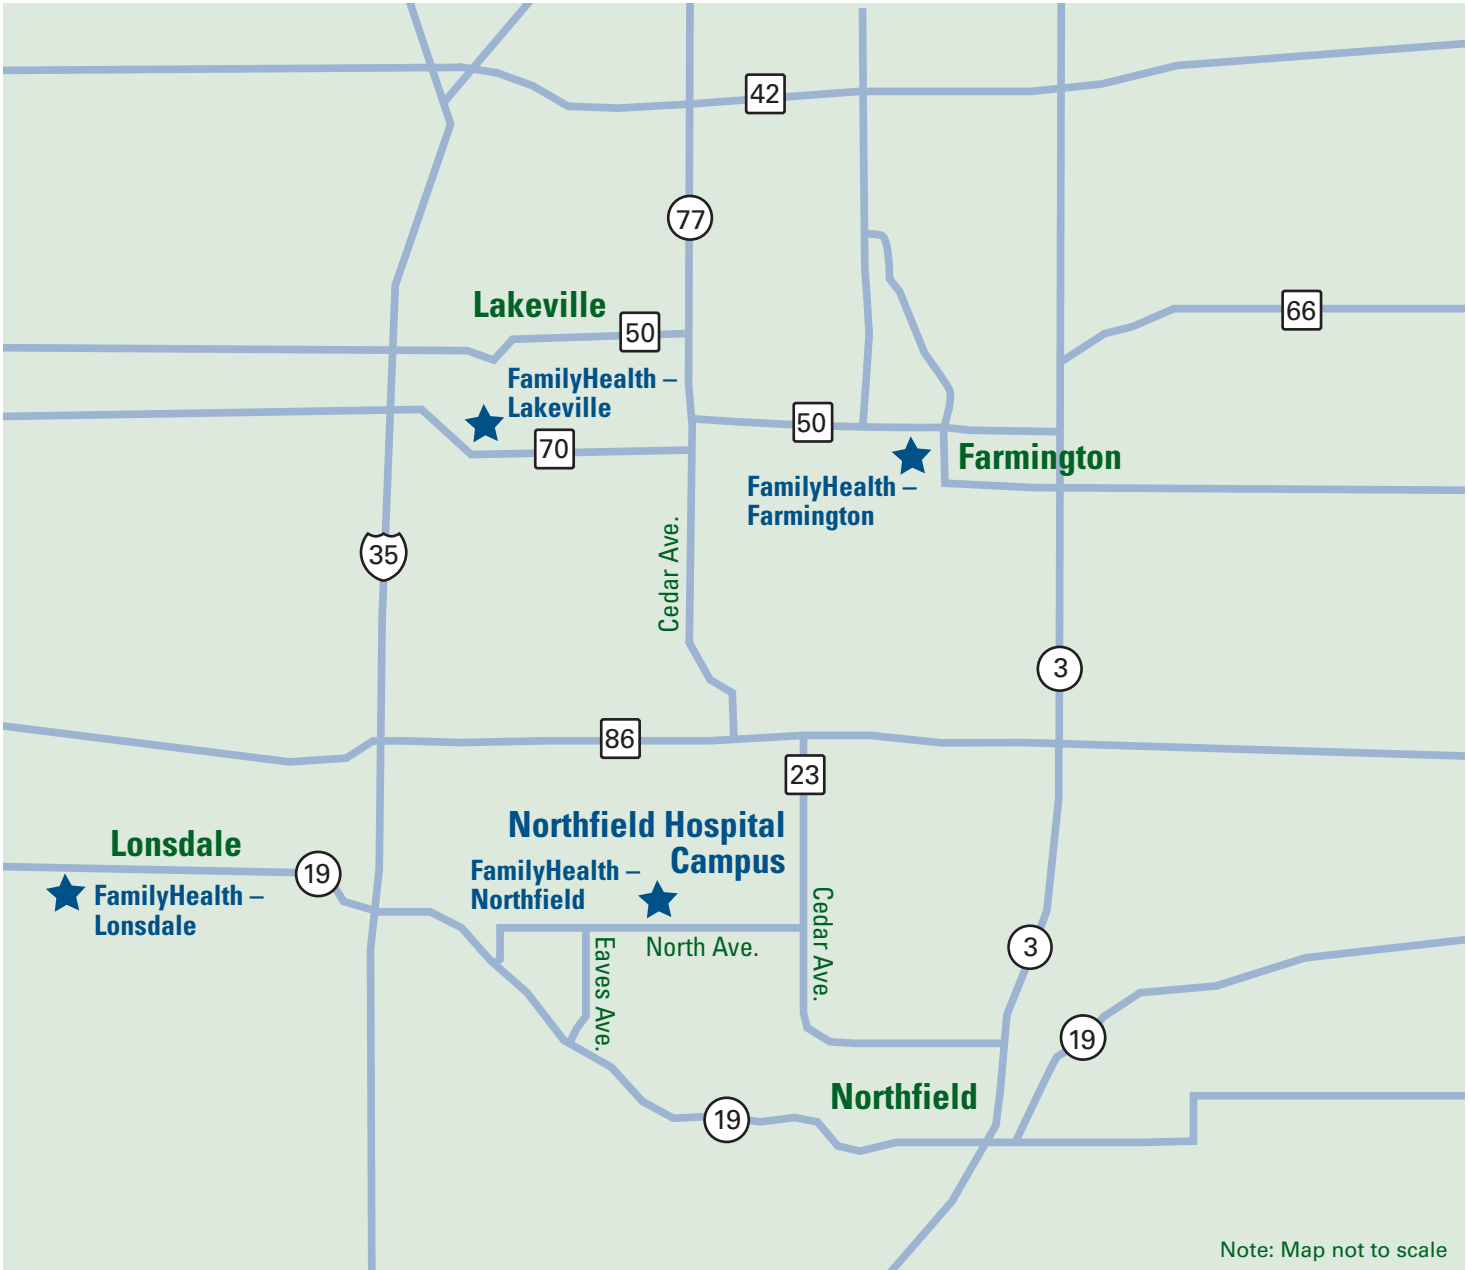 42
77
Lakeville
50
66
FamilyHealth –
Lakeville
70
50
Farmington
FamilyHealth –
Farmington
35
Cedar Ave.
3
86
23
Northfield Hospital
Campus
Lonsdale
19
FamilyHealth –
Lonsdale
FamilyHealth –
Northfield
North Ave.
Eaves Ave.
Cedar Ave.
3
19
Northfield
19
Note: Map not to scale